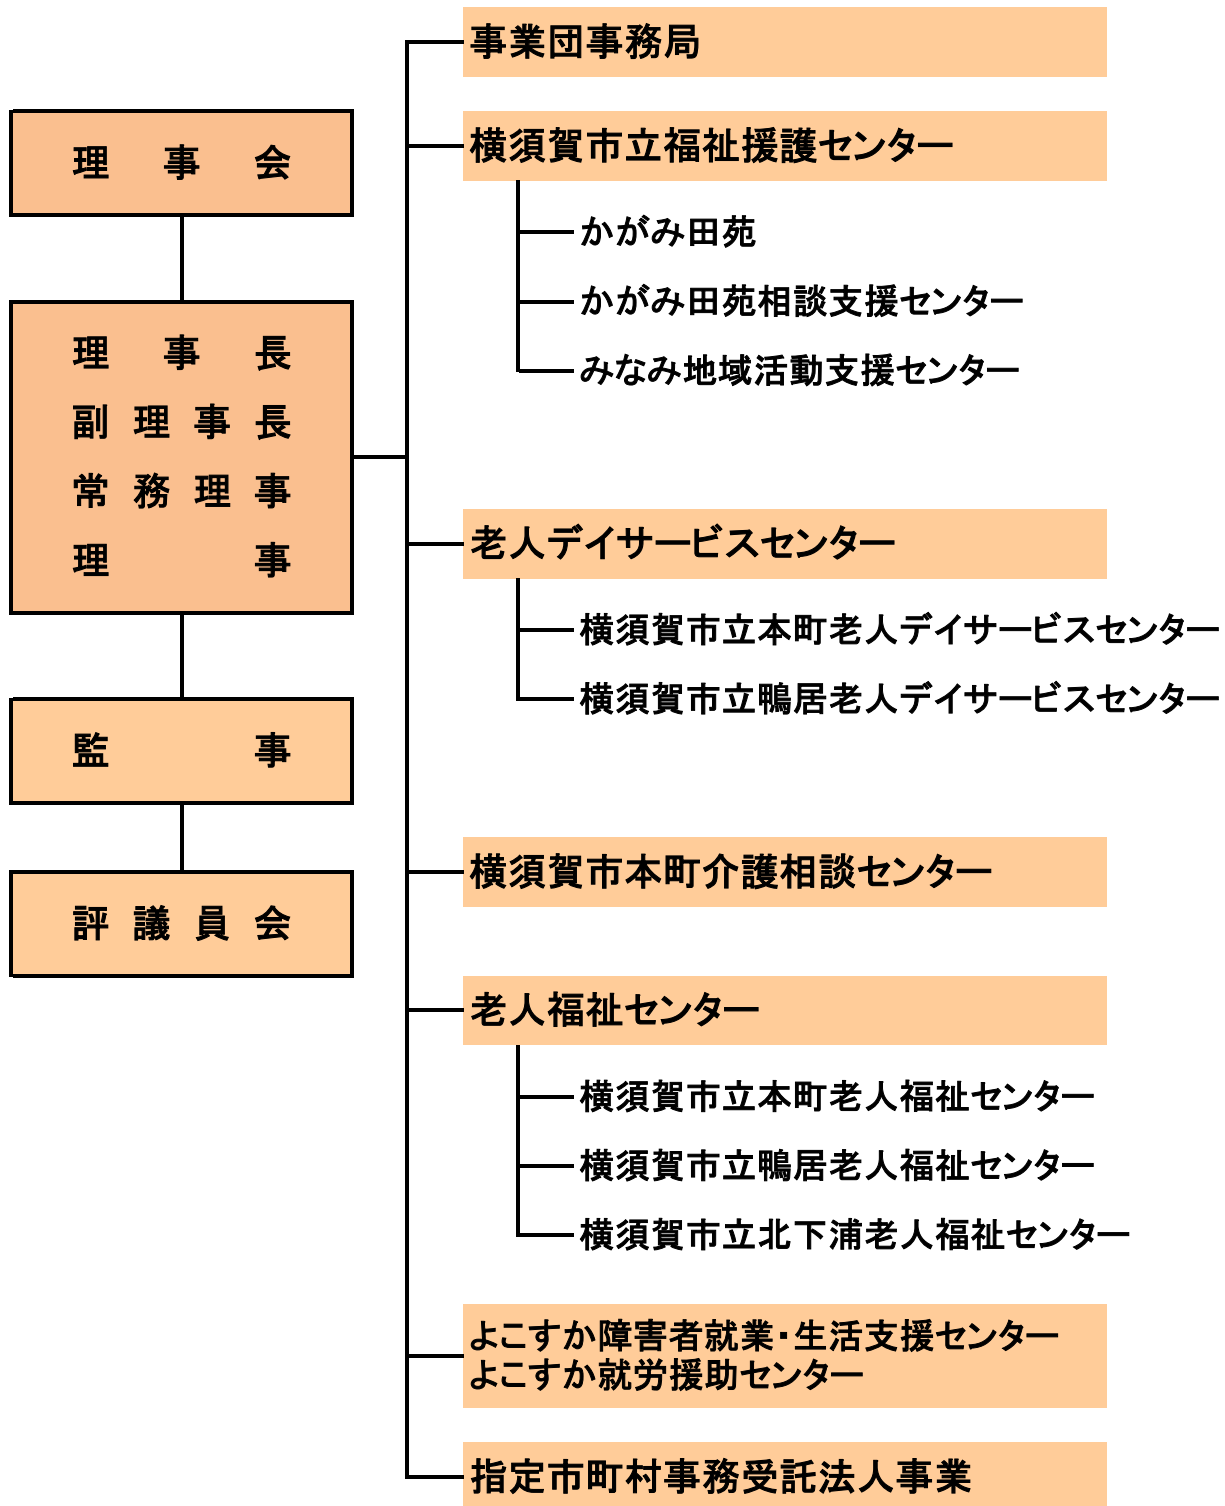 理事会
理事長
副理事長
常務理事
理事
監事
評議員会
事業団事務局
横須賀市立福祉援護センター
かがみ田苑
かがみ田苑相談支援センター
みなみ地域活動支援センター
老人デイサービスセンター
横須賀市立本町老人デイサービスセンター
横須賀市立鴨居老人デイサービスセンター
横須賀市本町介護相談センター
老人福祉センター
横須賀市立本町老人福祉センター
横須賀市立鴨居老人福祉センター
横須賀市立北下浦老人福祉センター
よこすか障害者就業・生活支援センター
よこすか就労援助センター
指定市町村事務受託法人事業